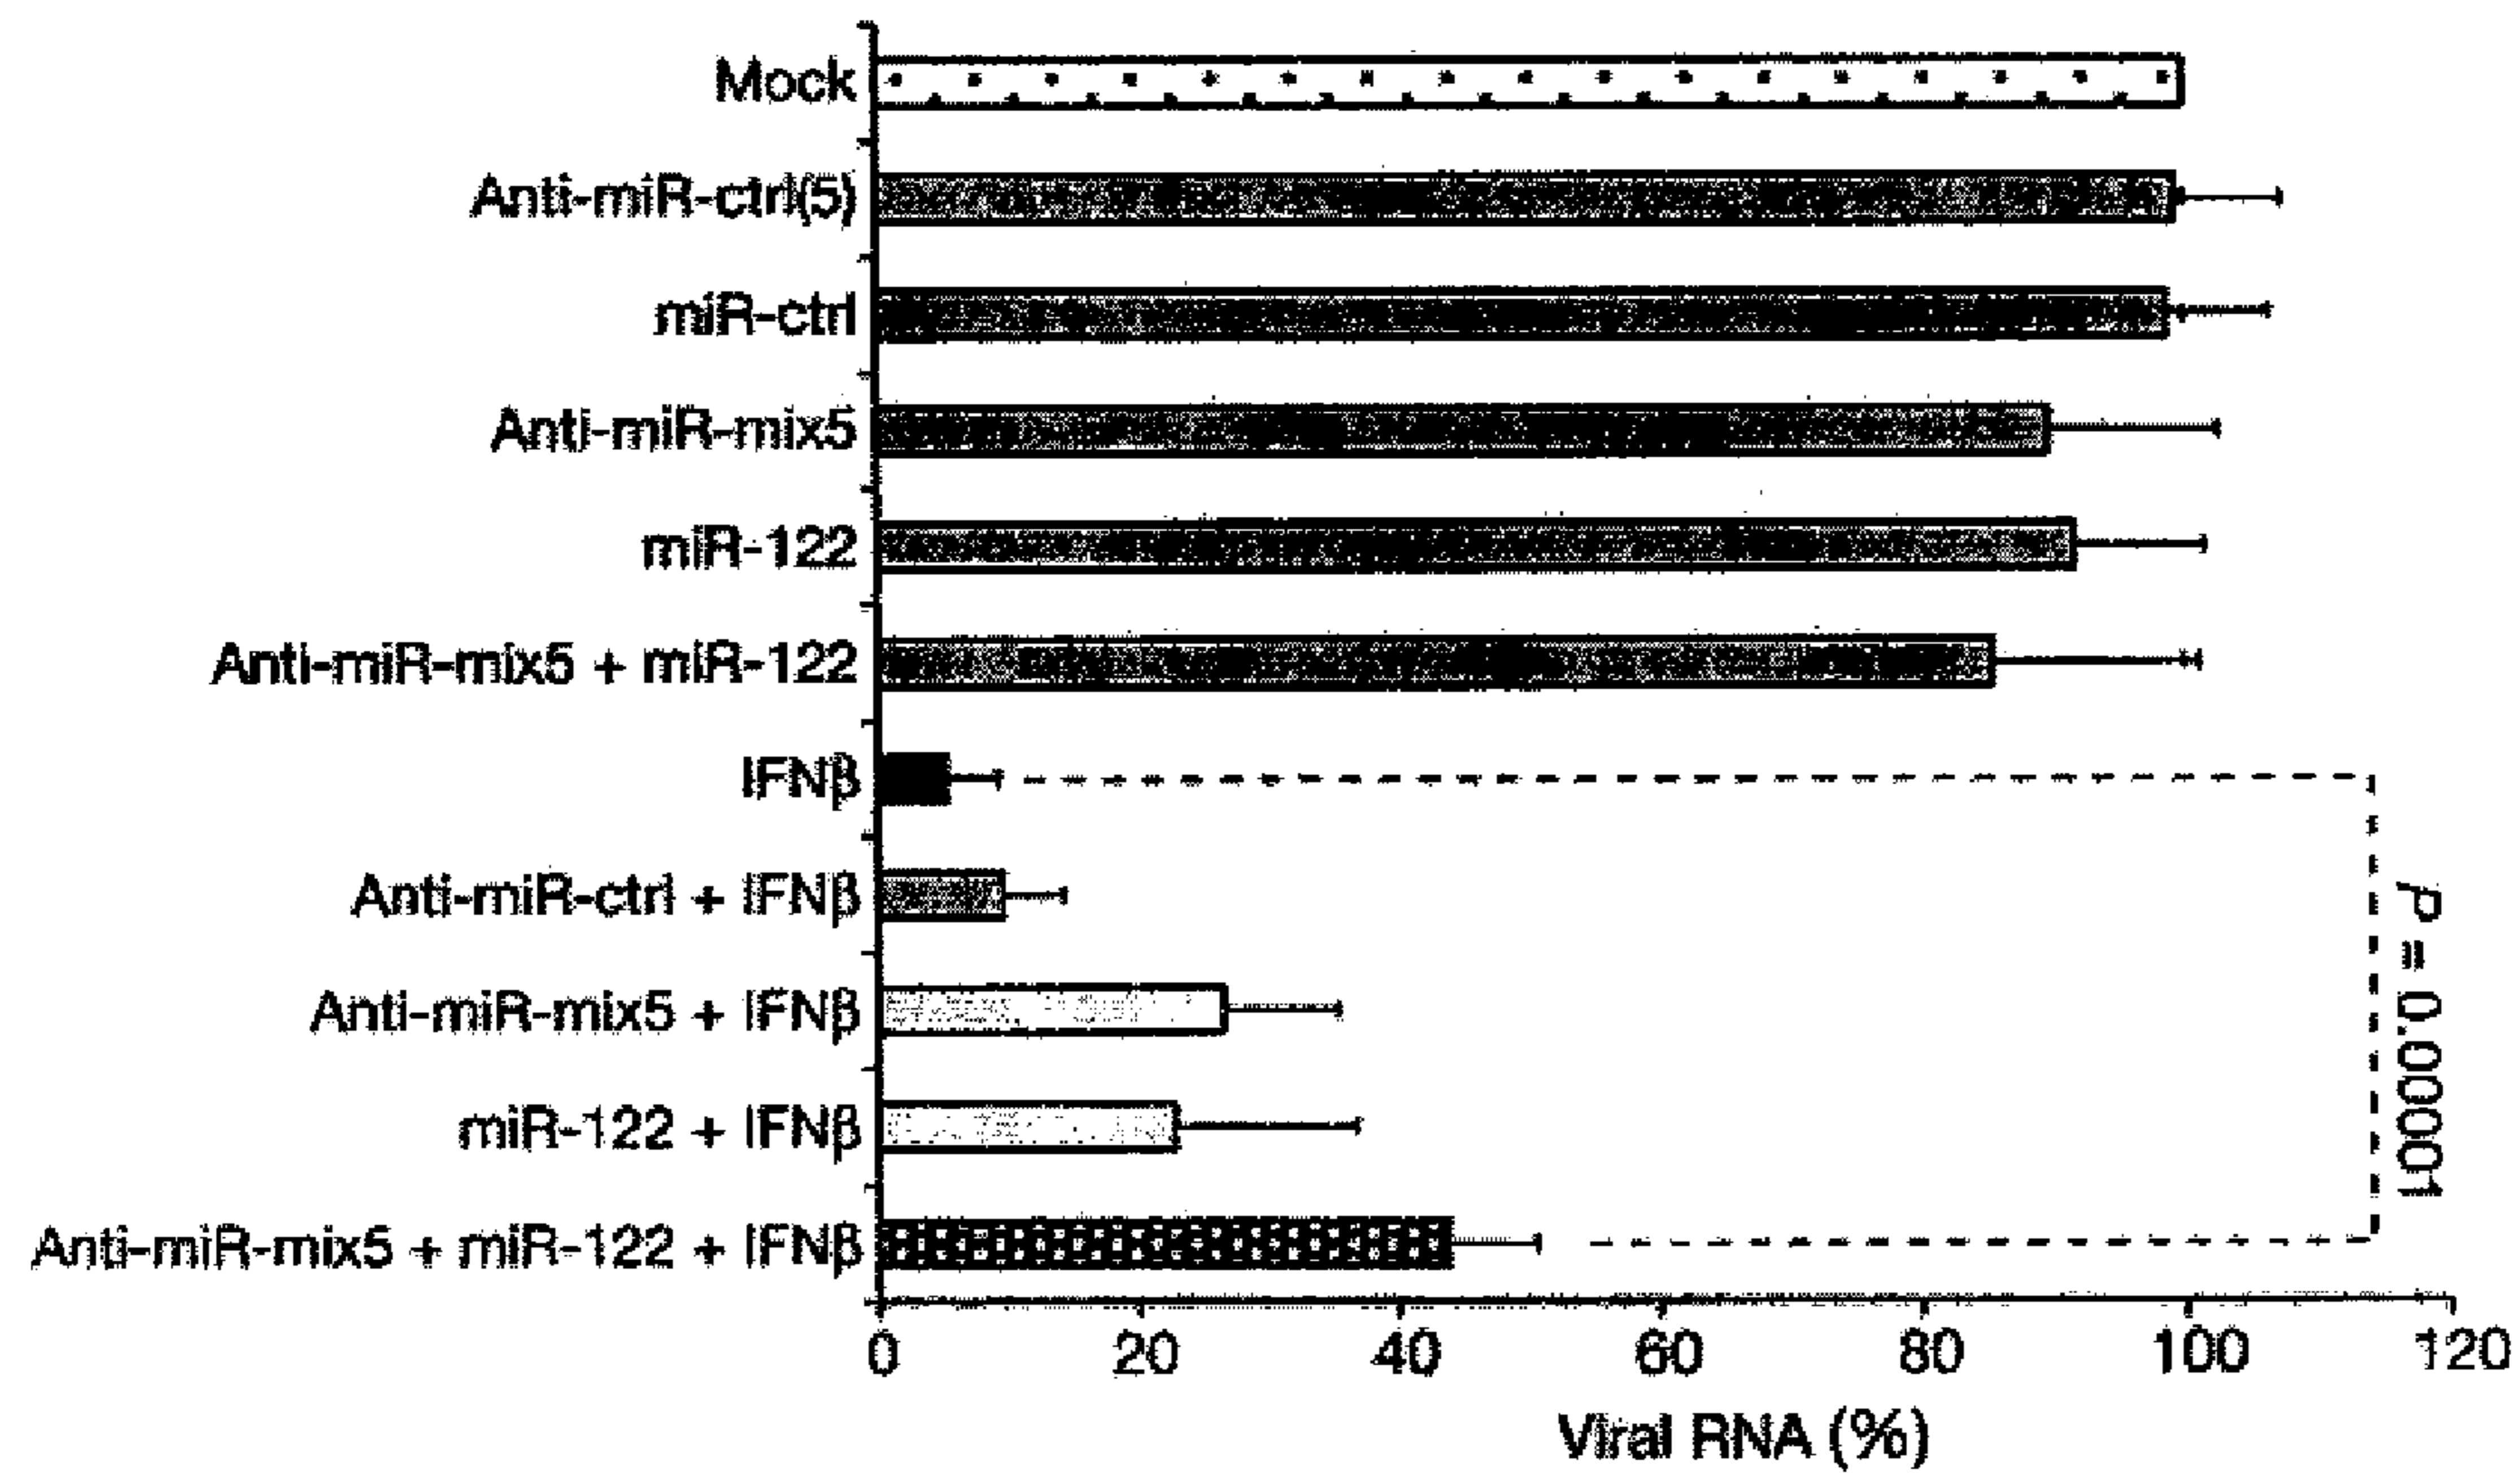 Mock
Anti-miR-ctrl(5)
miR-ctrl
Anti-miR-mix5
miR-122
Anti-miR-mix5 + miR-122
IFNβ
Anti-miR-ctrl + IFNβ
Anti-miR-mix5 + IFNβ
miR-122 + IFNβ
Anti-miR-mix5 + miR-122 + IFNβ
P = 0.00001
0 20 40 60 80 100 120
Viral RNA (%)